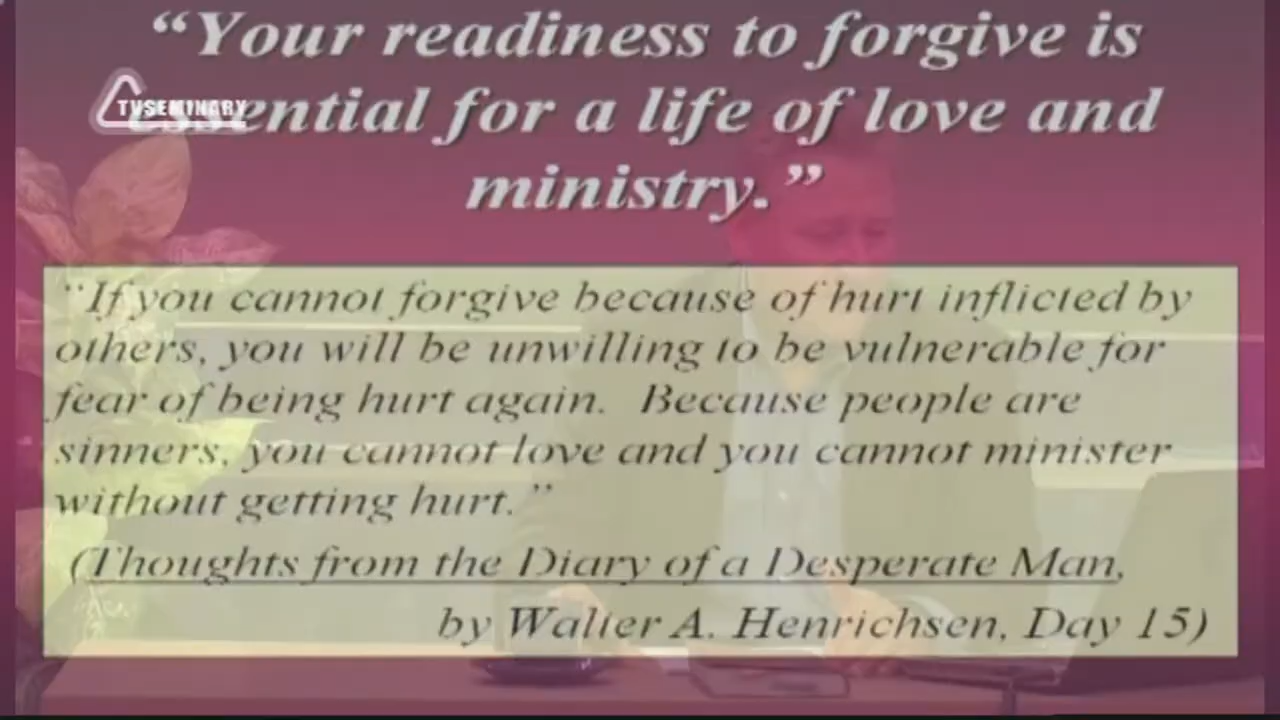 “Your readiness to forgive is
TVSEMINARY
essential for a life of love and
ministry.”
“If you cannot forgive because of hurt inflicted by
others, you will be unwilling to be vulnerable for
fear of being hurt again. Because people are
sinners, you cannot love and you cannot minister
without getting hurt.”
(Thoughts from the Diary of a Desperate Man,
by Walter A. Henrichsen, Day 15)